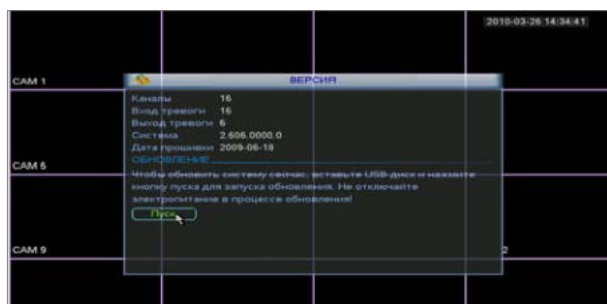 2010-03-26 14:34:41
CAM 1
ВЕРСИЯ
Каналы 16
Вход тревоги 16
Выход тревоги 6
Система 2.606.0000.0
Дата прошивки 2009-06-18
ОБНОВЛЕНИЕ
CAM 5
Чтобы обновить систему сейчас, вставьте USB-диск и нажмите
кнопку пуска для запуска обновления. Не отключайте
электропитание в процессе обновления!
Пуск
CAM 9
2